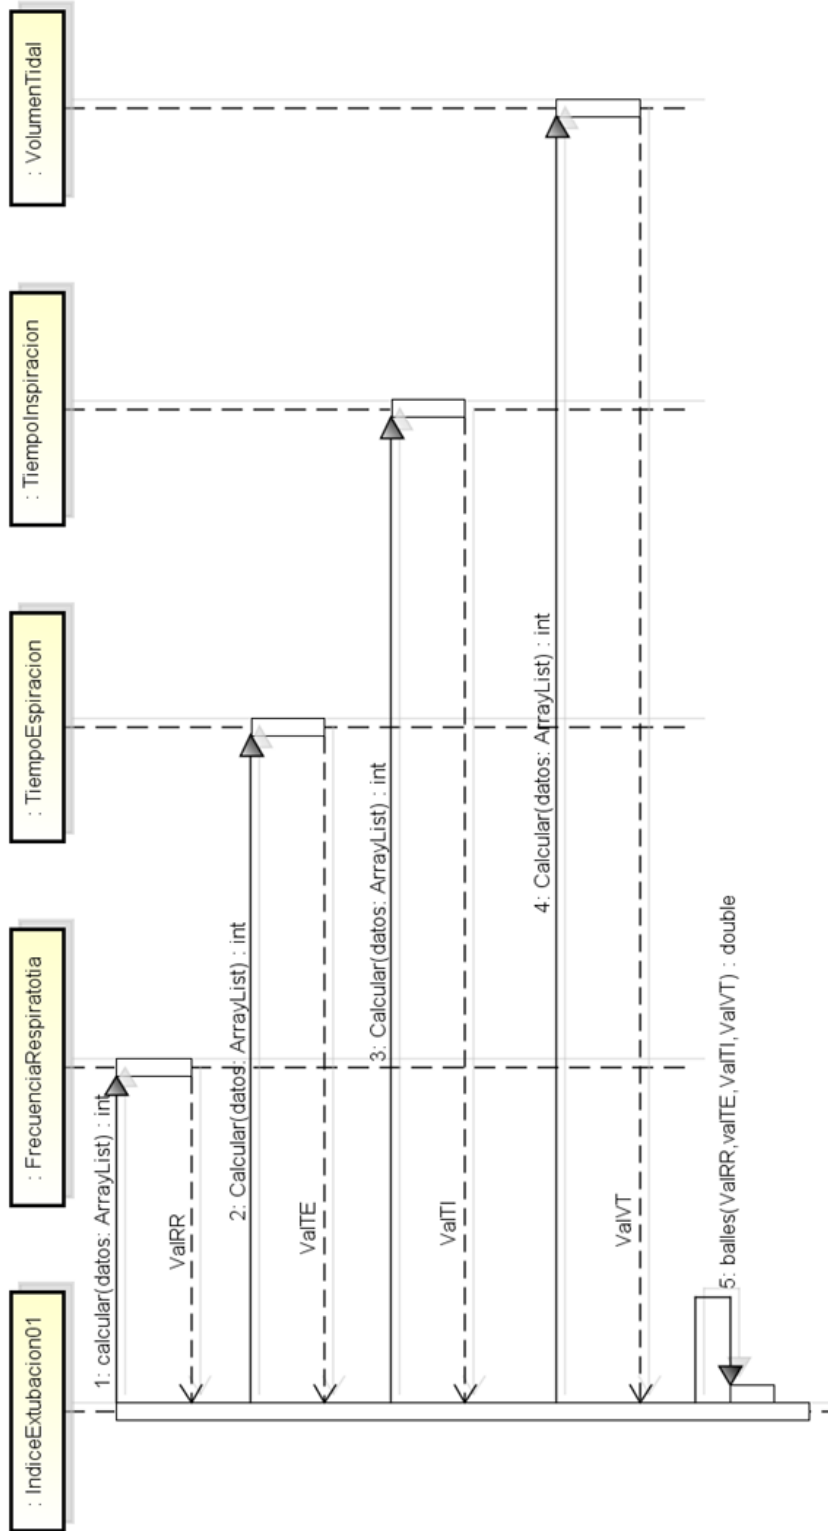 : IndiceExtubacion01
: FrecuenciaRespiratotia
: TiempoEspiracion
: TiempoInspiracion
: VolumenTidal
1: calcular(datos: ArrayList) : int
ValRR
2: Calcular(datos: ArrayList) : int
ValTE
3: Calcular(datos: ArrayList) : int
ValTI
4: Calcular(datos: ArrayList) : int
ValVT
5: balles(ValRR,valTE,ValTI,ValVT) : double